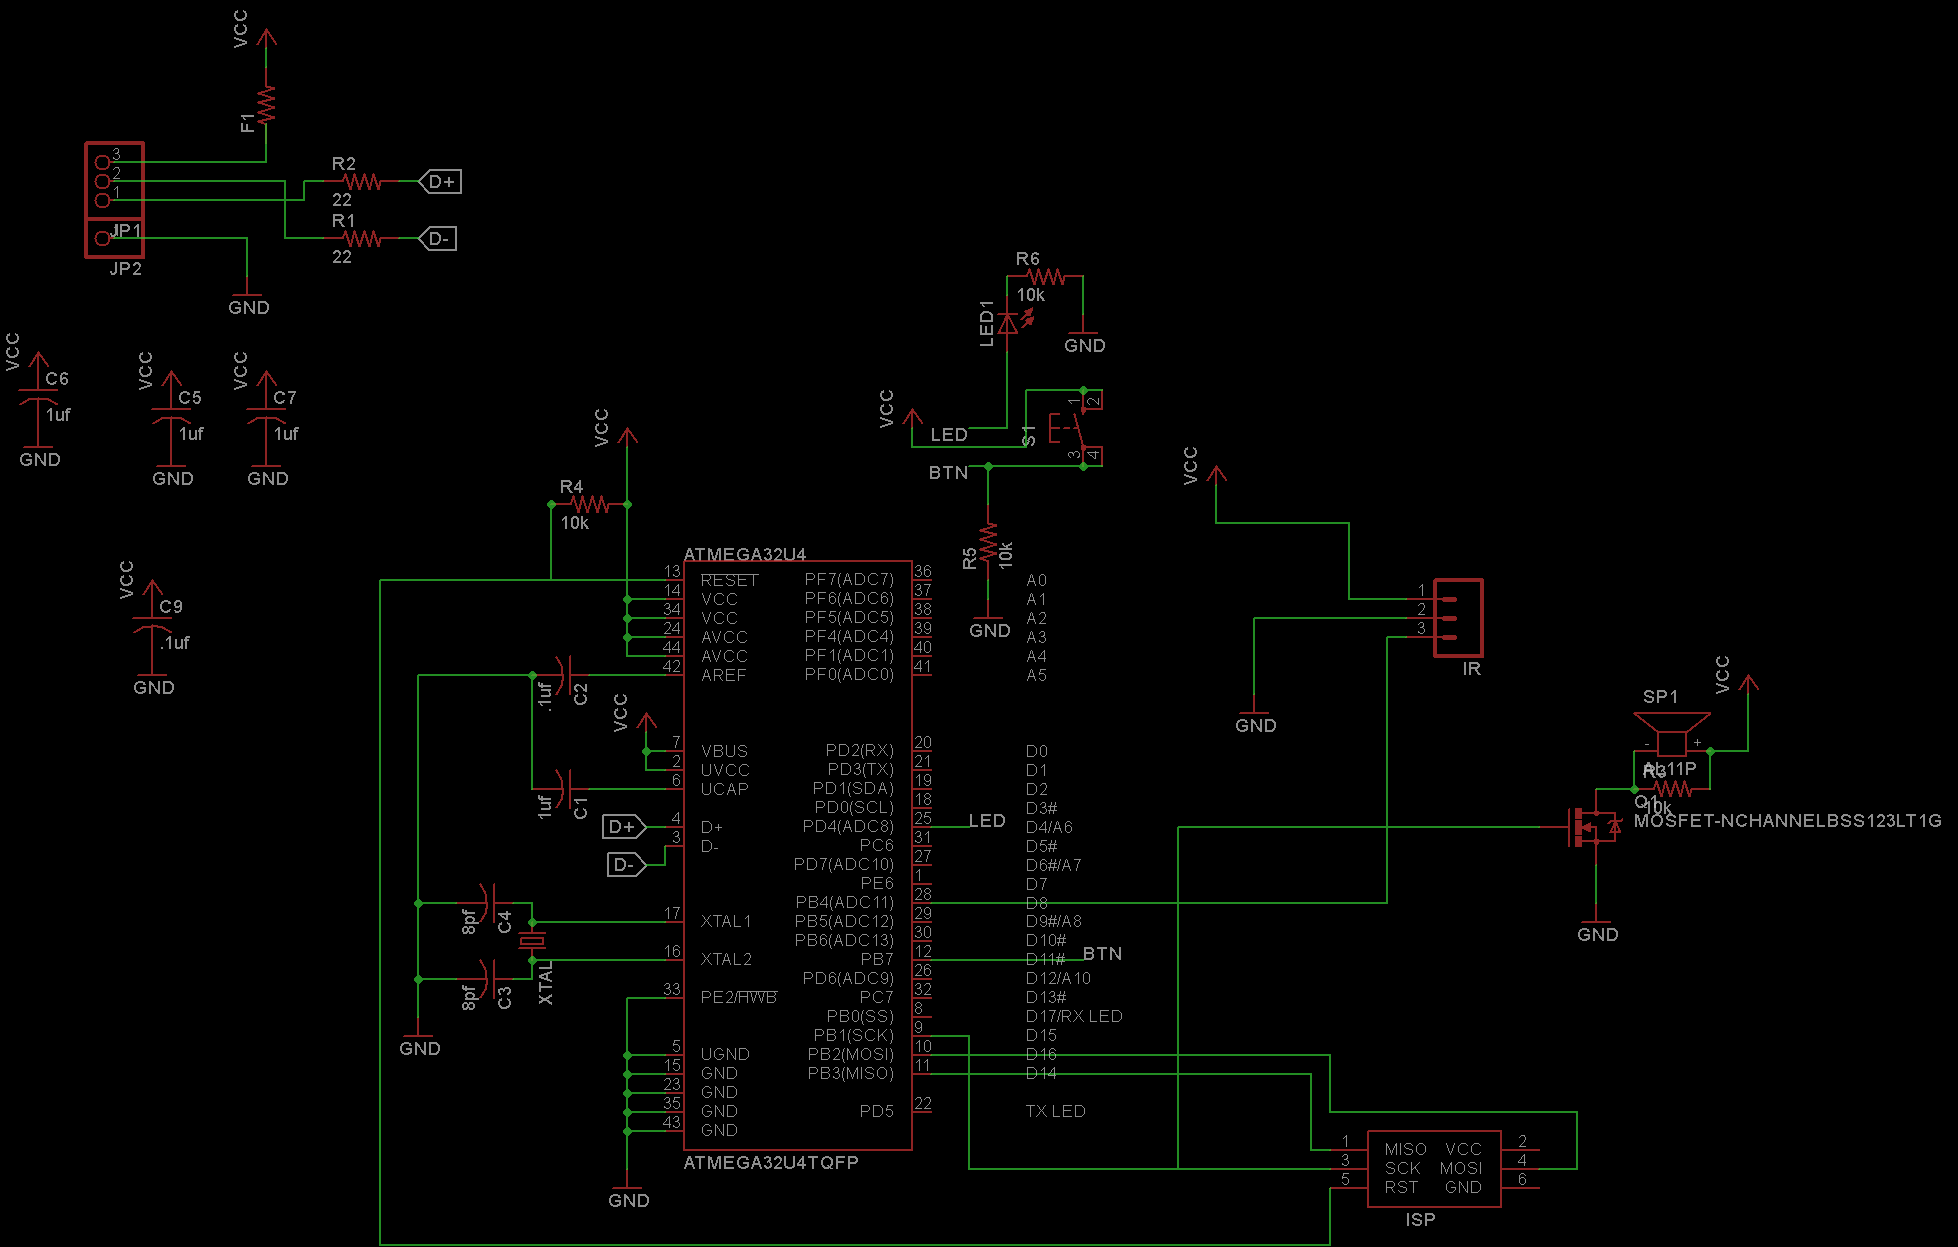 VCC
F1
3
2
1
JP1
JP2
R2
22
D+
R1
22
D-
GND
VCC
C6
1uf
GND
VCC
C5
1uf
GND
VCC
C7
1uf
GND
VCC
C9
.1uf
GND
R6
10k
LED1
GND
VCC
LED
S1
1
2
3
4
BTN
R5
10k
GND
VCC
R4
10k
ATMEGA32U4
13 RESET
14 VCC
34 VCC
24 AVCC
44 AVCC
42 AREF
7 VBUS
2 UVCC
6 UCAP
4 D+
3 D-
17 XTAL1
16 XTAL2
33 PE2/HWB
5 UGND
15 GND
23 GND
35 GND
43 GND
PF7(ADC7) 36 A0
PF6(ADC6) 37 A1
PF5(ADC5) 38 A2
PF4(ADC4) 39 A3
PF1(ADC1) 40 A4
PF0(ADC0) 41 A5
PD2(RX) 20 D0
PD3(TX) 21 D1
PD1(SDA) 19 D2
PD0(SCL) 18 D3#
PD4(ADC8) 25 LED D4/A6
PC6 31 D5#
PD7(ADC10) 27 D6#/A7
PE6 1 D7
PB4(ADC11) 28 D8
PB5(ADC12) 29 D9#/A8
PB6(ADC13) 30 D10#
PB7 12 D11# BTN
PD6(ADC9) 26 D12/A10
PC7 32 D13#
PB0(SS) 8 D17/RX LED
PB1(SCK) 9 D15
PB2(MOSI) 10 D16
PB3(MISO) 11 D14
PD5 22 TX LED
ATMEGA32U4TQFP
.1uf
C2
VCC
1uf
C1
D+
D-
8pf
C4
8pf
C3
XTAL
GND
GND
VCC
1
2
3
IR
GND
VCC
SP1
-
+
AL11P
R3
10k
Q1
MOSFET-NCHANNELBSS123LT1G
GND
1 MISO VCC 2
3 SCK MOSI 4
5 RST GND 6
ISP